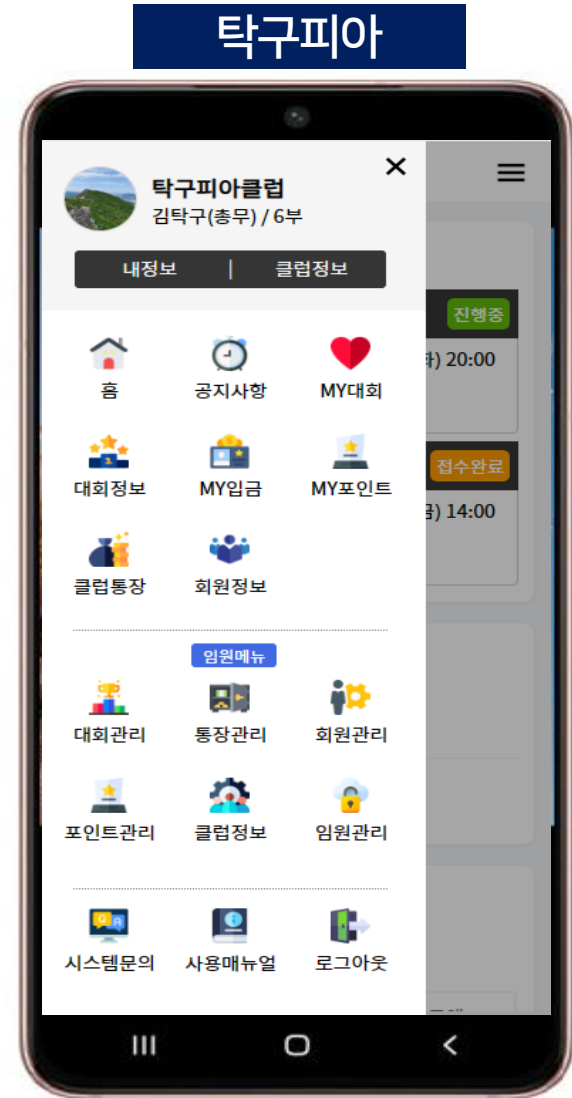 탁구피아
탁구피아클럽
김탁구(총무) / 6부
내정보 | 클럽정보
진행중
) 20:00
접수완료
) 14:00
홈 공지사항 MY대회
대회정보 MY입금 MY포인트
클럽통장 회원정보
임원메뉴
대회관리 통장관리 회원관리
포인트관리 클럽정보 임원관리
Q A
시스템문의 사용매뉴얼 로그아웃